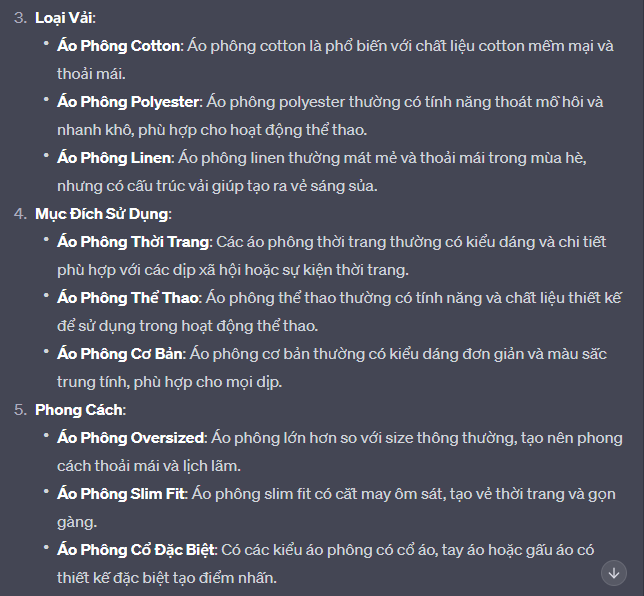 3. Loại Vải:
• Áo Phông Cotton: Áo phông cotton là phổ biến với chất liệu cotton mềm mại và
thoải mái.
• Áo Phông Polyester: Áo phông polyester thường có tính năng thoát mồ hôi và
nhanh khô, phù hợp cho hoạt động thể thao.
• Áo Phông Linen: Áo phông linen thường mát mẻ và thoải mái trong mùa hè,
nhưng có cấu trúc vải giúp tạo ra vẻ sáng sủa.
4. Mục Đích Sử Dụng:
• Áo Phông Thời Trang: Các áo phông thời trang thường có kiểu dáng và chi tiết
phù hợp với các dịp xã hội hoặc sự kiện thời trang.
• Áo Phông Thể Thao: Áo phông thể thao thường có tính năng và chất liệu thiết kế
để sử dụng trong hoạt động thể thao.
• Áo Phông Cơ Bản: Áo phông cơ bản thường có kiểu dáng đơn giản và màu sắc
trung tính, phù hợp cho mọi dịp.
5. Phong Cách:
• Áo Phông Oversized: Áo phông lớn hơn so với size thông thường, tạo nên phong
cách thoải mái và lịch lãm.
• Áo Phông Slim Fit: Áo phông slim fit có cắt may ôm sát, tạo vẻ thời trang và gọn
gàng.
• Áo Phông Cổ Đặc Biệt: Có các kiểu áo phông có cổ áo, tay áo hoặc gấu áo có
thiết kế đặc biệt tạo điểm nhấn.